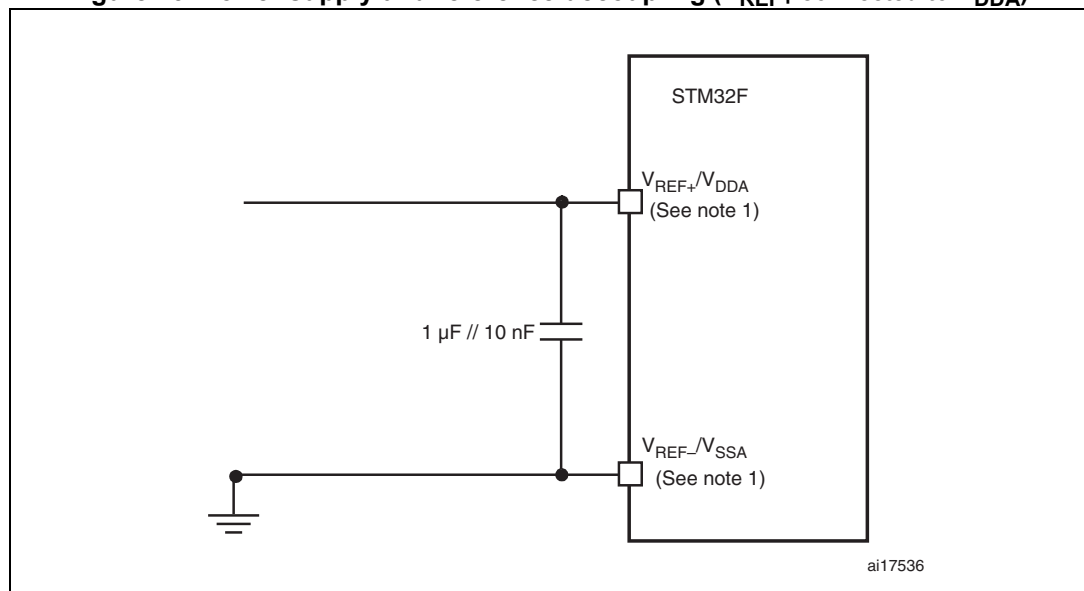 STM32F
VREF+/VDDA
(See note 1)
1 µF // 10 nF
VREF–/VSSA
(See note 1)
ai17536